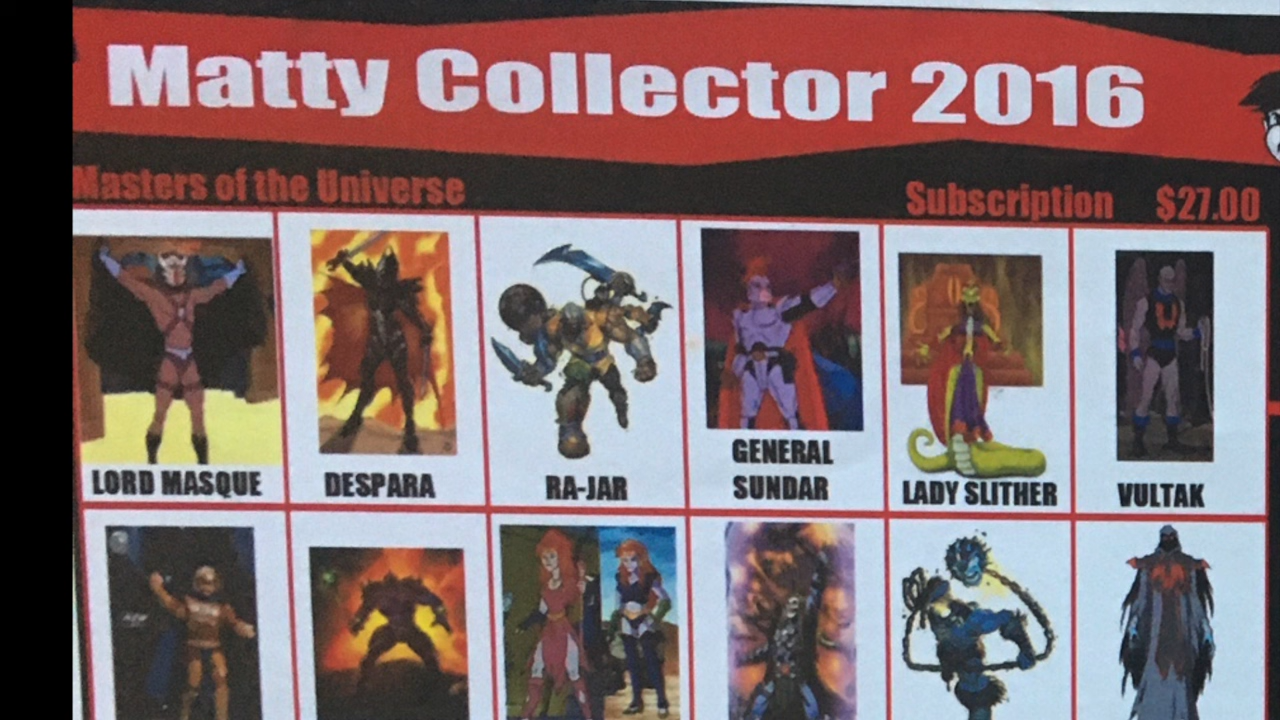 Matty Collector 2016
Masters of the Universe
Subscription $27.00
LORD MASQUE
DESPARA
RA-JAR
GENERAL
SUNDAR
LADY SLITHER
VULTAK